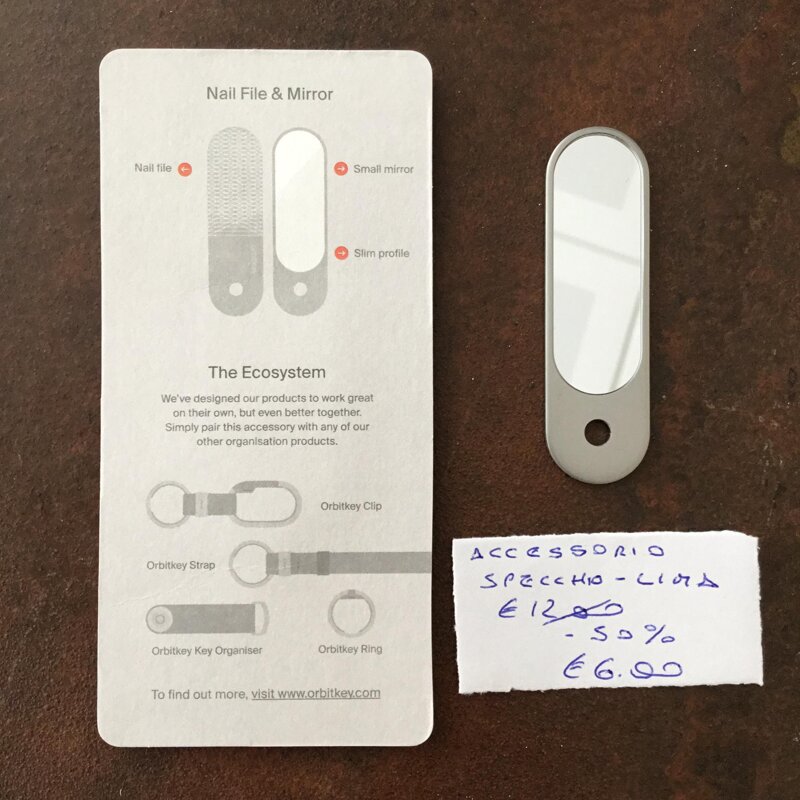 Nail File & Mirror
Nail file
Small mirror
Slim profile
The Ecosystem
We've designed our products to work great
on their own, but even better together.
Simply pair this accessory with any of our
other organisation products.
Orbitkey Clip
Orbitkey Strap
Orbitkey Key Organiser
Orbitkey Ring
To find out more, visit www.orbitkey.com
ACCESSORIO
SPECCHIO - LIMA
€ 12.00
- 50%
€ 6.00